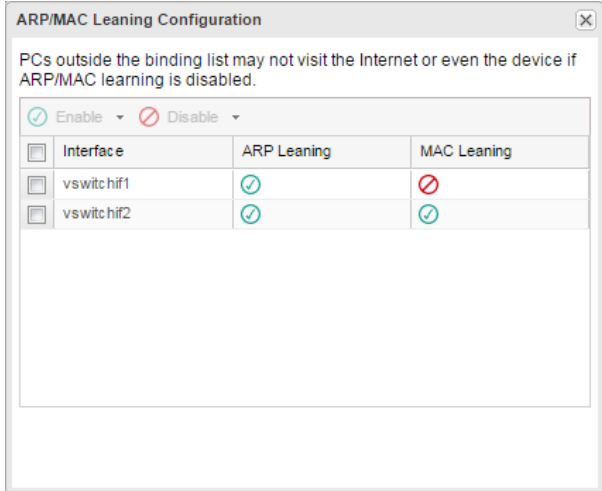 ARP/MAC Leaning Configuration
PCs outside the binding list may not visit the Internet or even the device if
ARP/MAC learning is disabled.
Enable Disable
Interface ARP Leaning MAC Leaning
vswitchif1
vswitchif2